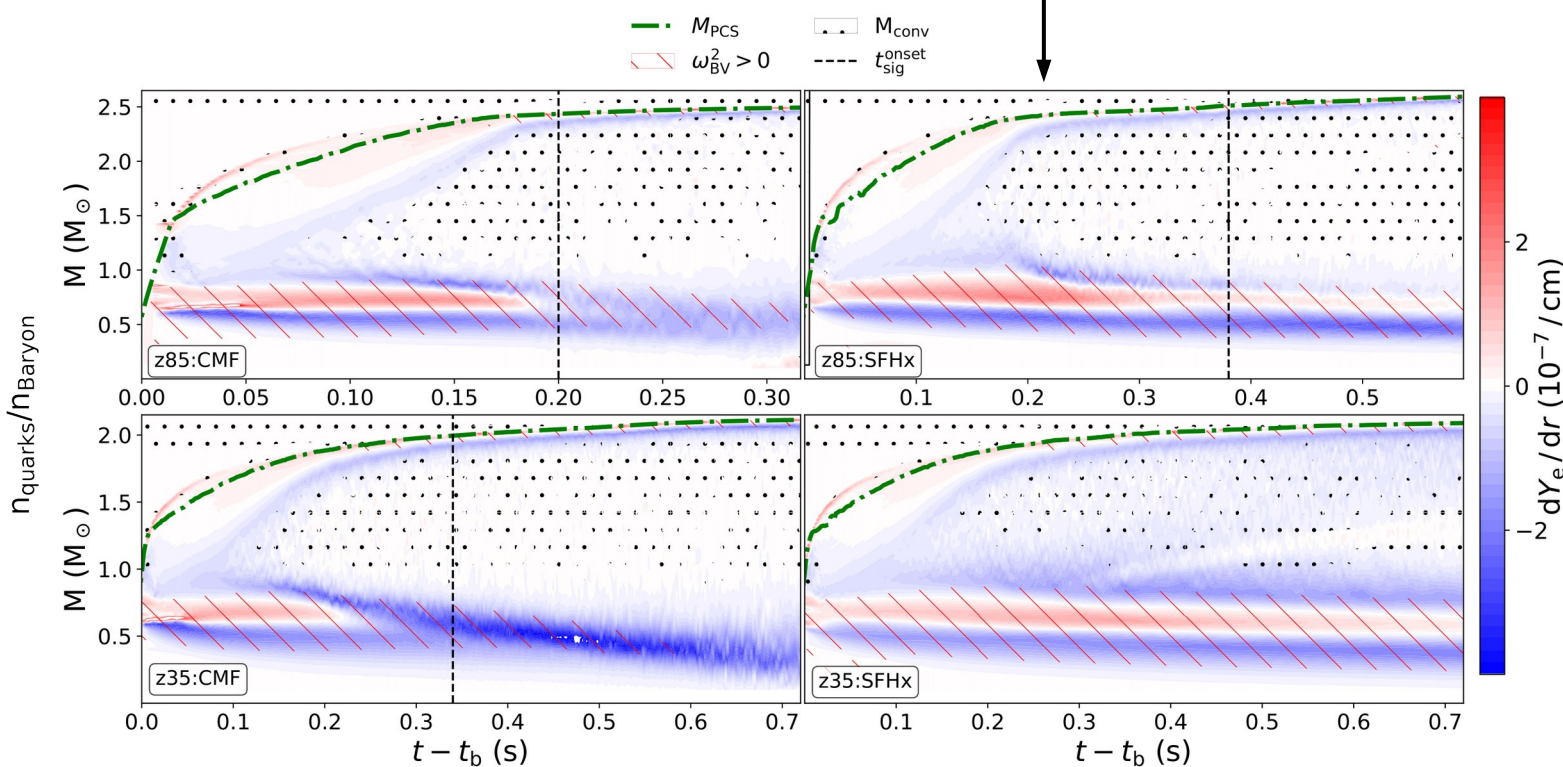 M_PCS M_conv
ω²_BV > 0 t_sig^onset
n_quarks/n_Baryon
M (M_⊙)
2.5
2.0
1.5
1.0
0.5
z85:CMF
0.00 0.05 0.10 0.15 0.20 0.25 0.30
z85:SFHx
0.1 0.2 0.3 0.4 0.5
M (M_⊙)
2.0
1.5
1.0
0.5
z35:CMF
0.0 0.1 0.2 0.3 0.4 0.5 0.6 0.7
t − t_b (s)
z35:SFHx
0.1 0.2 0.3 0.4 0.5 0.6 0.7
t − t_b (s)
2
0
−2
dY_e/dr (10⁻⁷/cm)